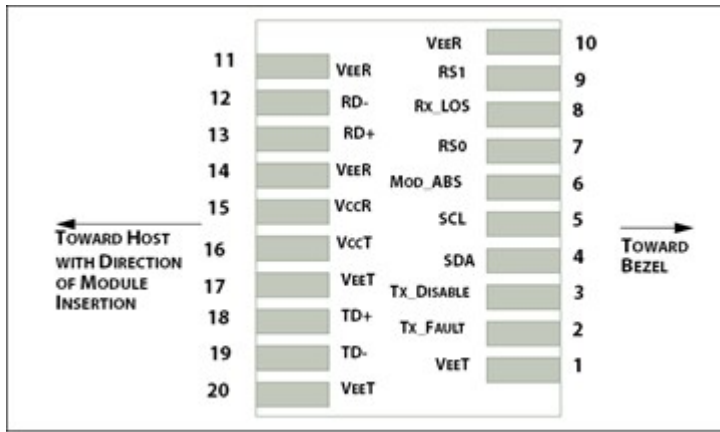 11 VEER
12 RD-
13 RD+
14 VEER
15 VCCR
16 VCCT
17 VEET
18 TD+
19 TD-
20 VEET
VEER 10
RS1 9
RX_LOS 8
RS0 7
MOD_ABS 6
SCL 5
SDA 4
TX_DISABLE 3
TX_FAULT 2
VEET 1
TOWARD HOST
WITH DIRECTION
OF MODULE
INSERTION
TOWARD
BEZEL